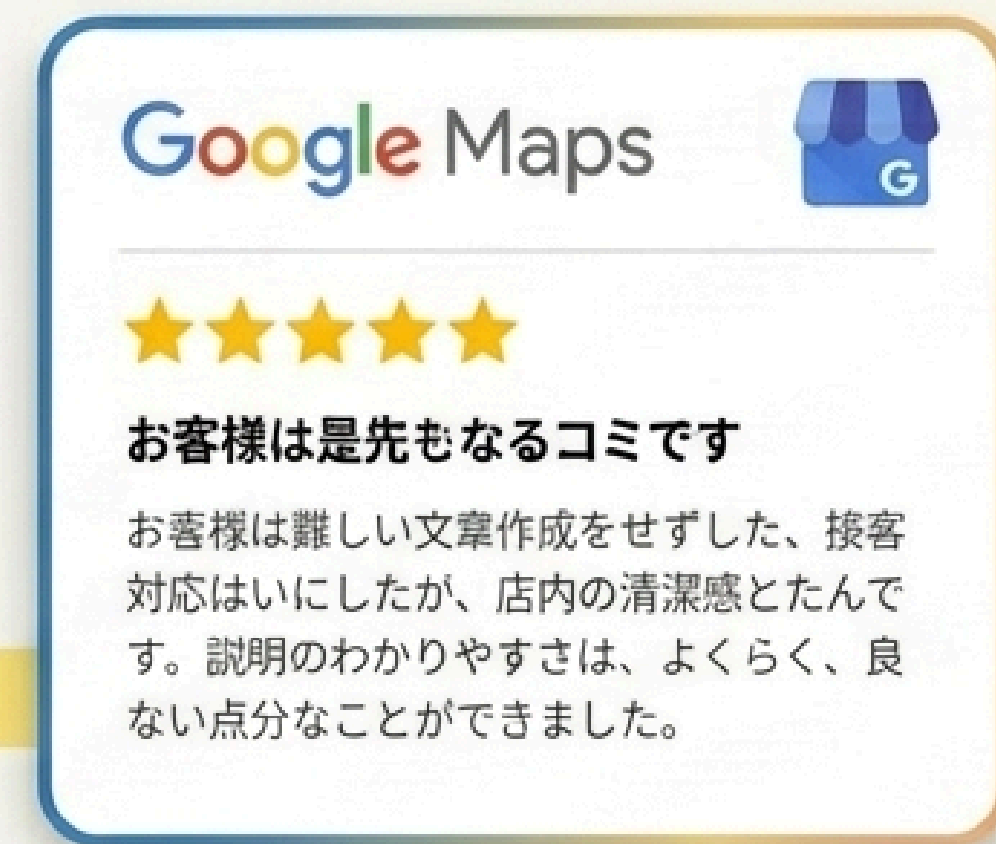 Google Maps
G
お客様は是先もなるコミです
お客様は難しい文章作成をせずした、接客
対応はいにしたが、店内の清潔感とたんで
す。説明のわかりやすさは、よくらく、良
ない点分なことができました。